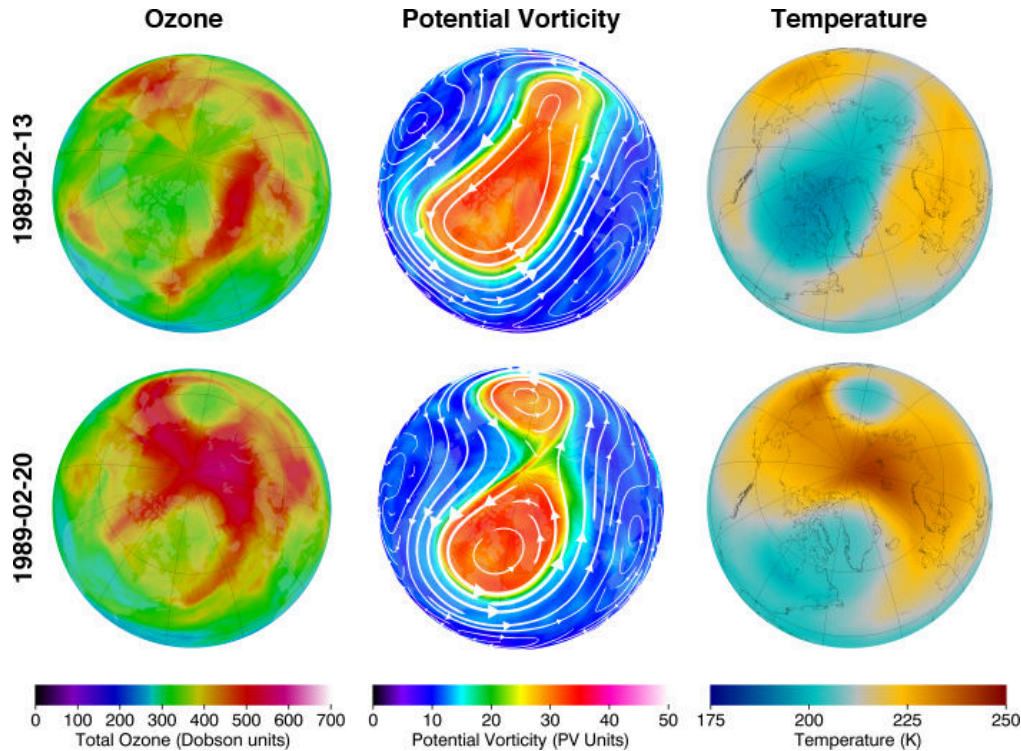 Ozone Potential Vorticity Temperature
1989-02-13
1989-02-20
0 100 200 300 400 500 600 700
Total Ozone (Dobson units)
0 10 20 30 40 50
Potential Vorticity (PV Units)
175 200 225 250
Temperature (K)